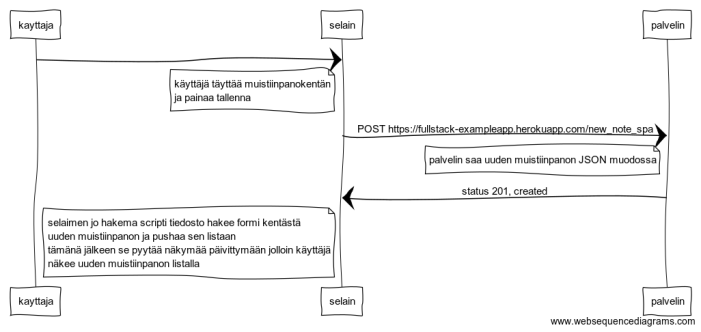 kayttaja
selain
palvelin
käyttäjä täyttää muistiinpanokentän
ja painaa tallenna
POST https://fullstack-exampleapp.herokuapp.com/new_note_spa
palvelin saa uuden muistiinpanon JSON muodossa
status 201, created
selaimen jo hakema scripti tiedosto hakee formi kentästä
uuden muistiinpanon ja pushaa sen listaan
tämänä jälkeen se pyytää näkymää päivittymään jolloin käyttäjä
näkee uuden muistiinpanon listalla
kayttaja
selain
palvelin
www.websequencediagrams.com